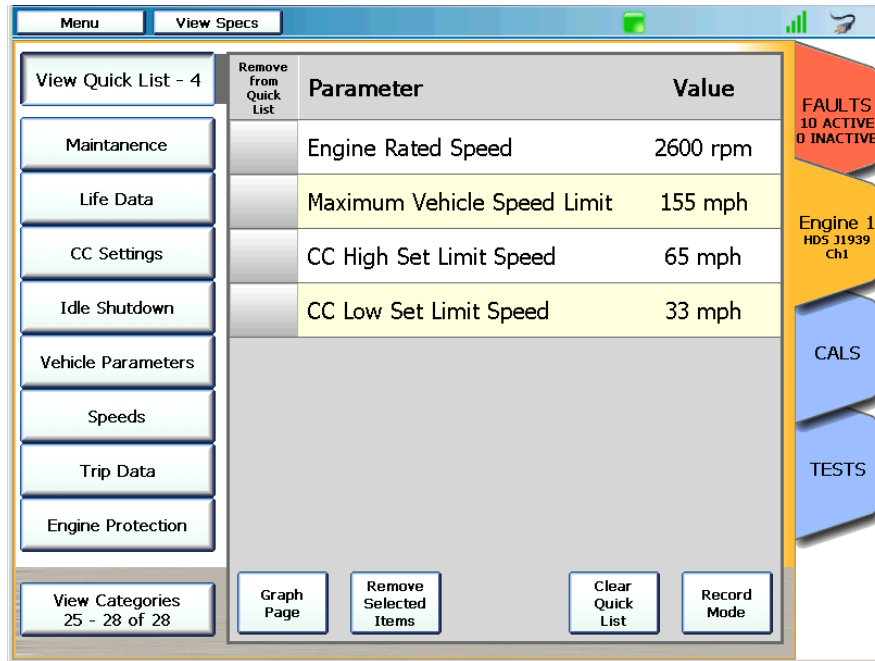 Menu
View Specs
View Quick List - 4
Remove
from
Quick
List
Parameter
Value
FAULTS
10 ACTIVE
0 INACTIVE
Maintanence
Engine Rated Speed
2600 rpm
Life Data
Maximum Vehicle Speed Limit
155 mph
Engine 1
HDS J1939
Ch1
CC Settings
CC High Set Limit Speed
65 mph
Idle Shutdown
CC Low Set Limit Speed
33 mph
Vehicle Parameters
CALS
Speeds
Trip Data
TESTS
Engine Protection
View Categories
25 - 28 of 28
Graph
Page
Remove
Selected
Items
Clear
Quick
List
Record
Mode